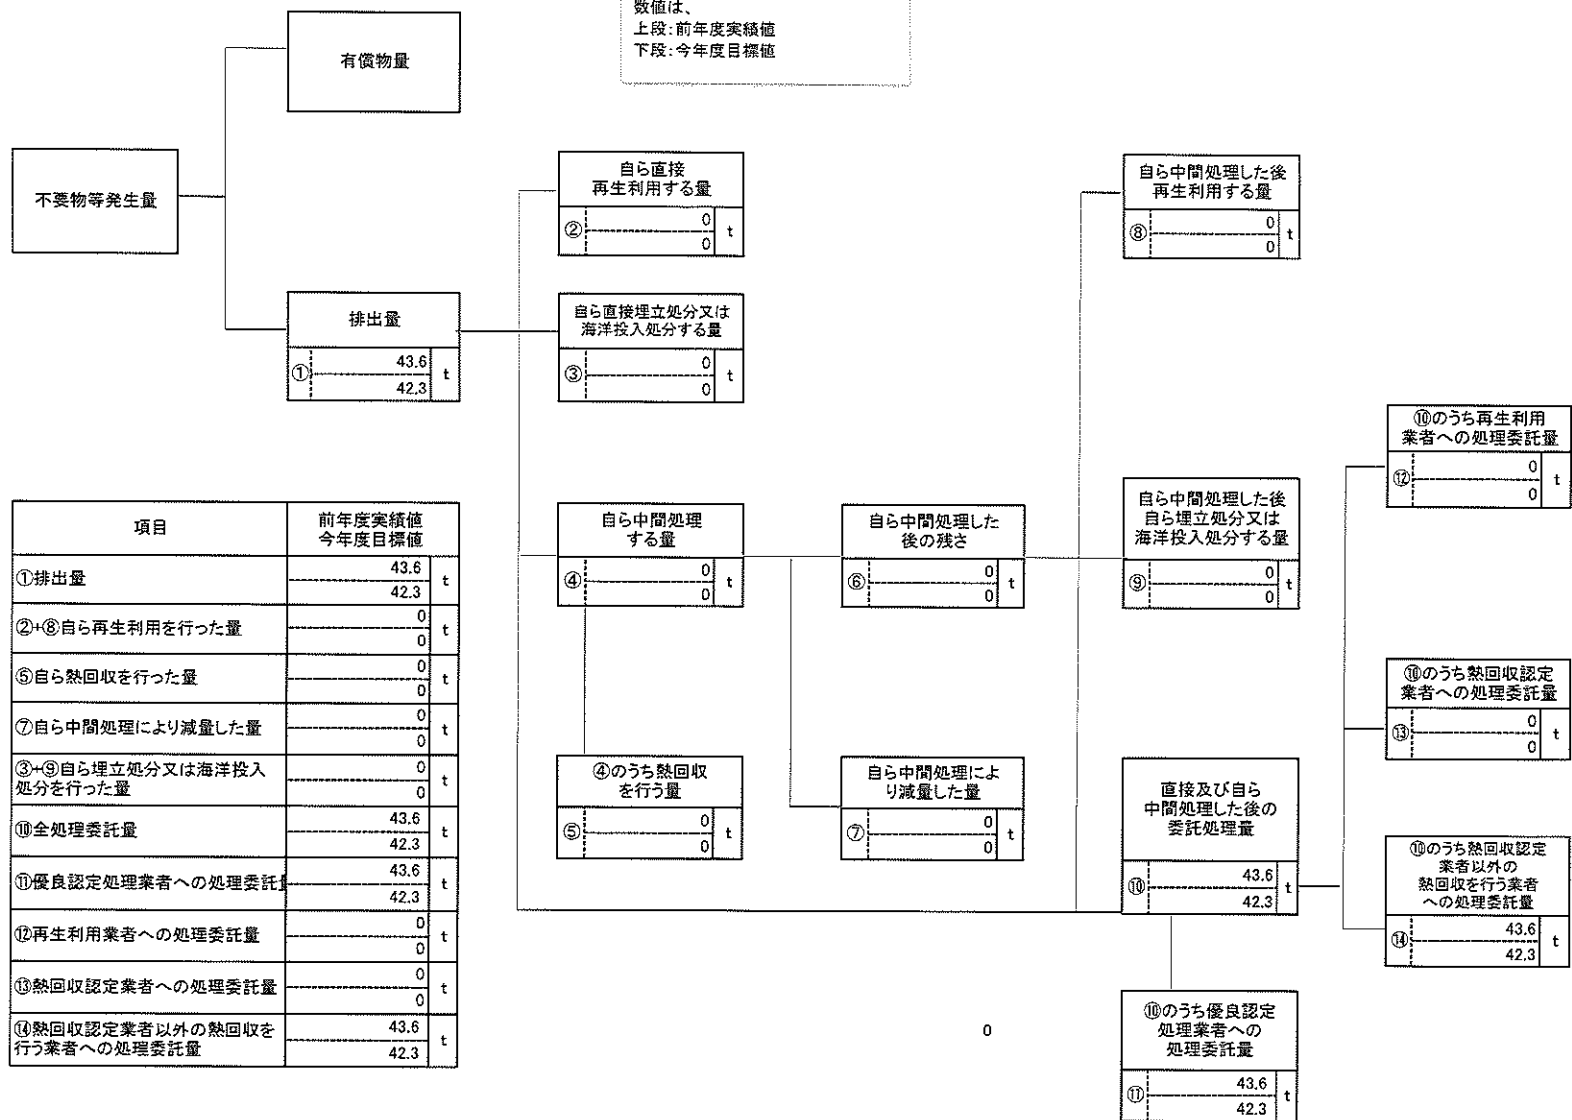 数値は、
上段:前年度実績値
下段:今年度目標値
有償物量
不要物等発生量
排出量
①
43.6
42.3
t
自ら直接
再生利用する量
②
0
0
t
自ら直接埋立処分又は
海洋投入処分する量
③
0
0
t
自ら中間処理
する量
④
0
0
t
④のうち熱回収
を行う量
⑤
0
0
t
自ら中間処理した
後の残さ
⑥
0
0
t
自ら中間処理によ
り減量した量
⑦
0
0
t
自ら中間処理した後
再生利用する量
⑧
0
0
t
自ら中間処理した後
自ら埋立処分又は
海洋投入処分する量
⑨
0
0
t
直接及び自ら
中間処理した後の
委託処理量
⑩
43.6
42.3
t
⑩のうち優良認定
処理業者への
処理委託量
⑪
43.6
42.3
t
⑩のうち再生利用
業者への処理委託量
⑫
0
0
t
⑩のうち熱回収認定
業者への処理委託量
⑬
0
0
t
⑩のうち熱回収認定
業者以外の
熱回収を行う業者
への処理委託量
⑭
43.6
42.3
t
0
項目
前年度実績値
今年度目標値
①排出量
43.6
42.3
t
②+⑧自ら再生利用を行った量
0
0
t
⑤自ら熱回収を行った量
0
0
t
⑦自ら中間処理により減量した量
0
0
t
③+⑨自ら埋立処分又は海洋投入
処分を行った量
0
0
t
⑩全処理委託量
43.6
42.3
t
⑪優良認定処理業者への処理委託
43.6
42.3
t
⑫再生利用業者への処理委託量
0
0
t
⑬熱回収認定業者への処理委託量
0
0
t
⑭熱回収認定業者以外の熱回収を
行う業者への処理委託量
43.6
42.3
t